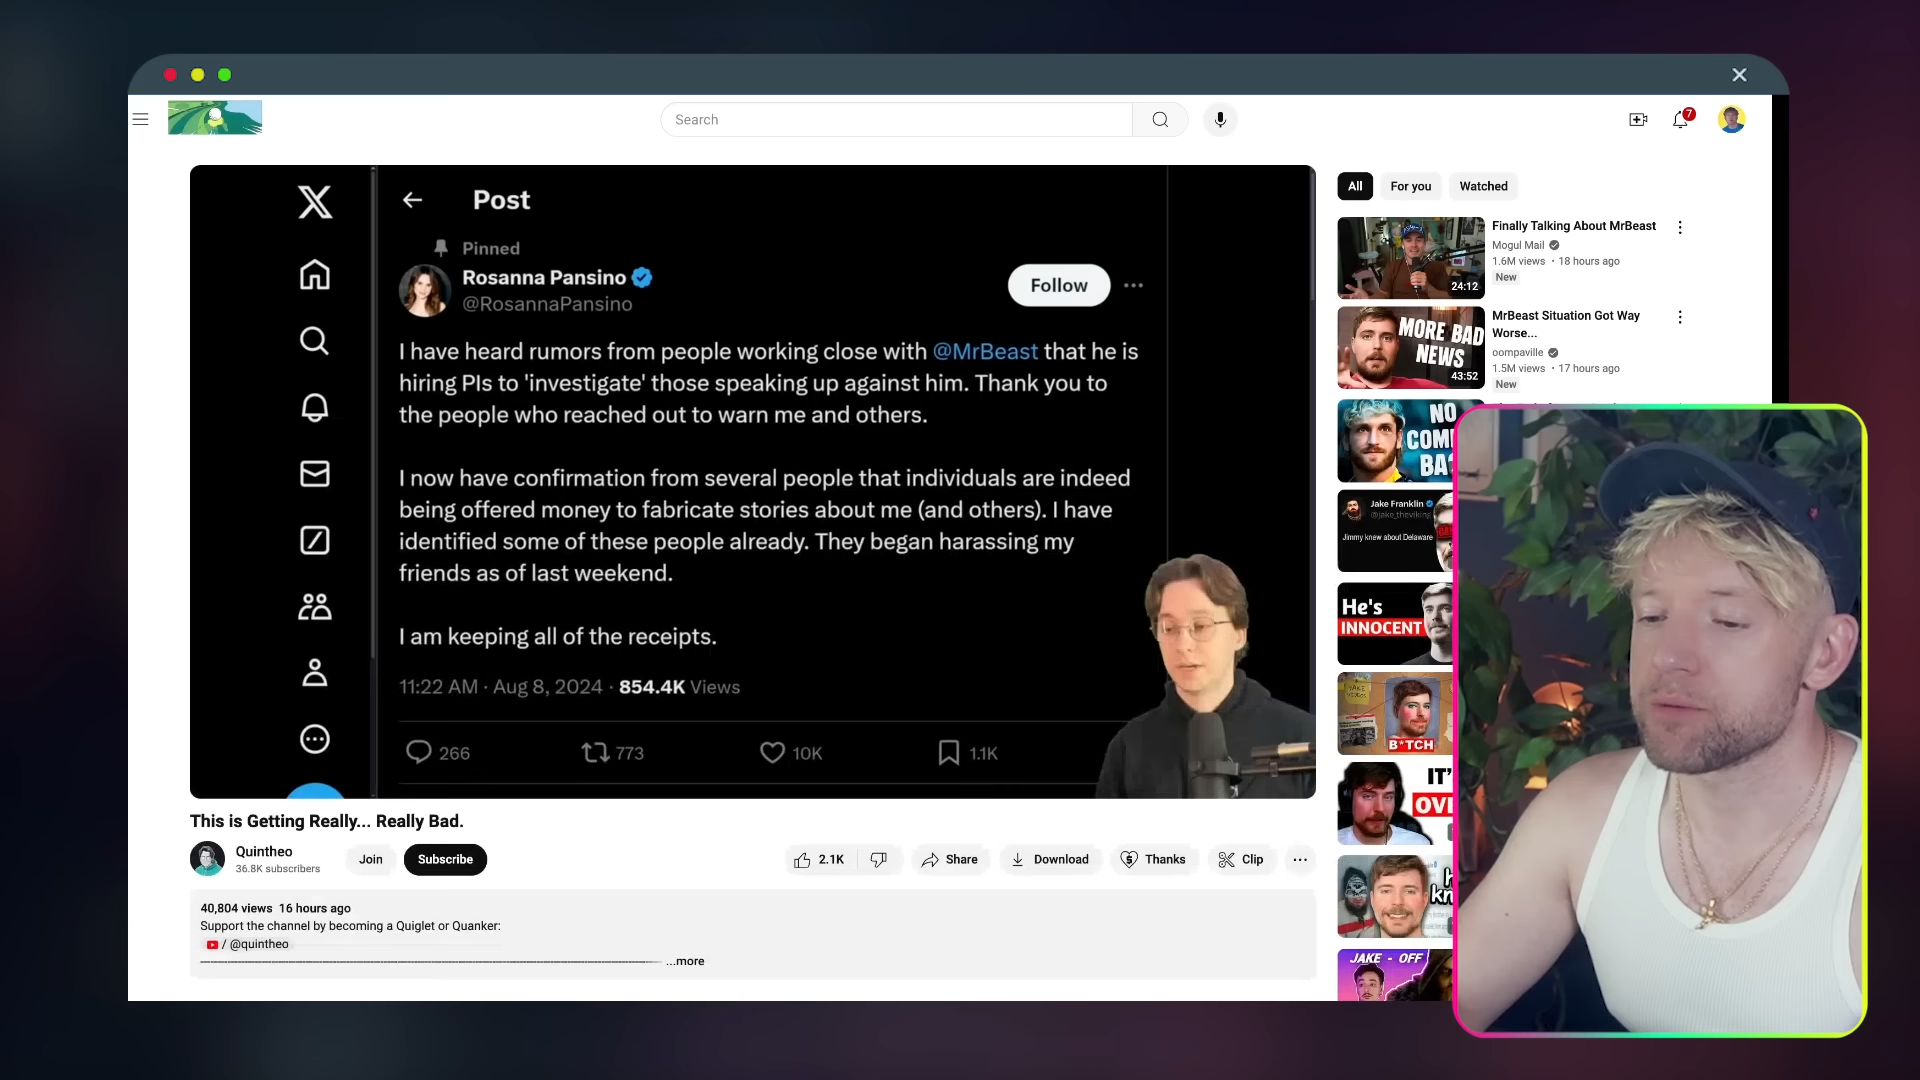 Search
7
Post
Pinned
Rosanna Pansino
@RosannaPansino
Follow
I have heard rumors from people working close with @MrBeast that he is
hiring PIs to 'investigate' those speaking up against him. Thank you to
the people who reached out to warn me and others.
I now have confirmation from several people that individuals are indeed
being offered money to fabricate stories about me (and others). I have
identified some of these people already. They began harassing my
friends as of last weekend.
I am keeping all of the receipts.
11:22 AM · Aug 8, 2024 · 854.4K Views
266
773
10K
1.1K
This is Getting Really... Really Bad.
Quintheo
36.8K subscribers
Join
Subscribe
2.1K
Share
Download
Thanks
Clip
40,804 views 16 hours ago
Support the channel by becoming a Quiglet or Quanker:
/ @quintheo
...more
All
For you
Watched
24:12
Finally Talking About MrBeast
Mogul Mail
1.6M views • 18 hours ago
New
MORE BAD
NEWS
43:52
MrBeast Situation Got Way
Worse...
oompaville
1.5M views • 17 hours ago
New
NO
COM
BA
Jake Franklin
@jake_theviking
Jimmy knew about Delaware
He's
INNOCENT
B*TCH
IT'
OV
JAKE - OFF